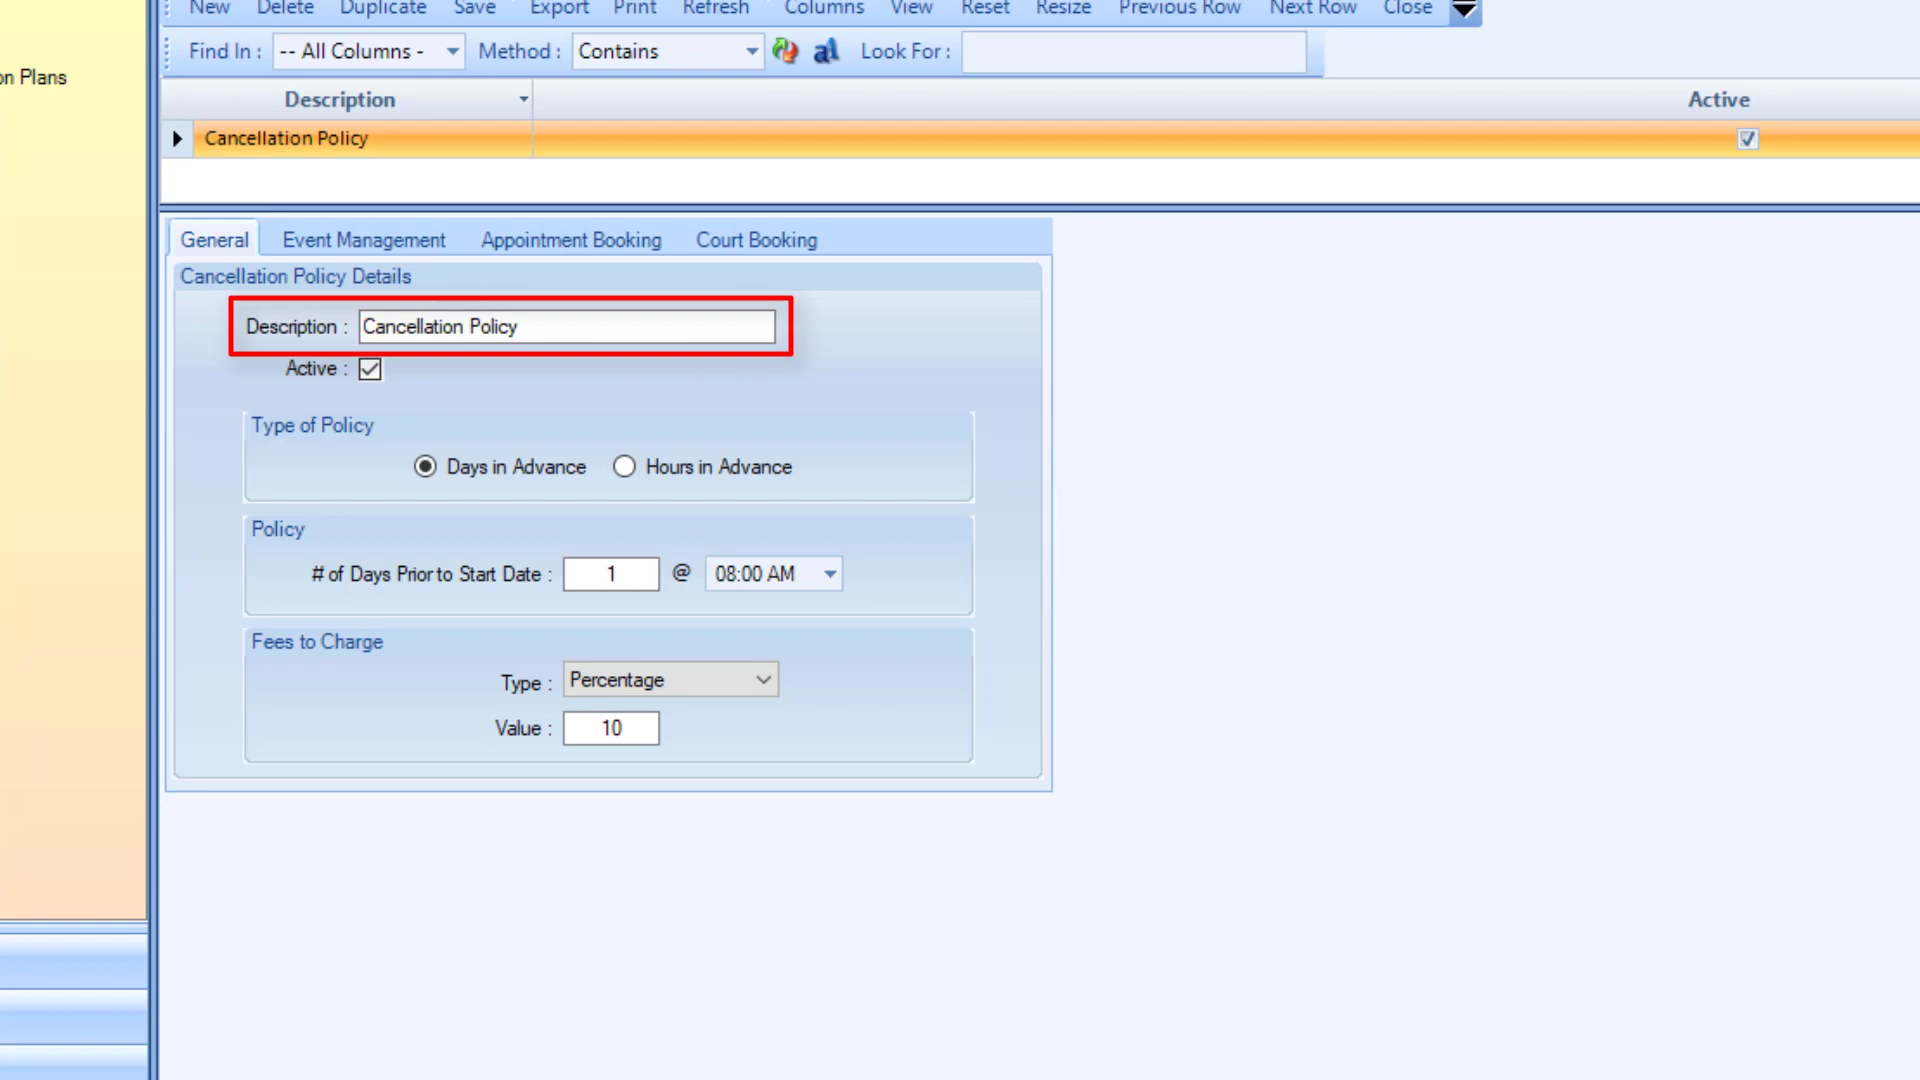 New Delete Duplicate Save Export Print Refresh Columns View Reset Resize Previous Row Next Row Close
Find In : -- All Columns - Method : Contains Look For :
on Plans
Description Active
Cancellation Policy
General Event Management Appointment Booking Court Booking
Cancellation Policy Details
Description : Cancellation Policy
Active :
Type of Policy
Days in Advance Hours in Advance
Policy
# of Days Prior to Start Date : 1 @ 08:00 AM
Fees to Charge
Type : Percentage
Value : 10